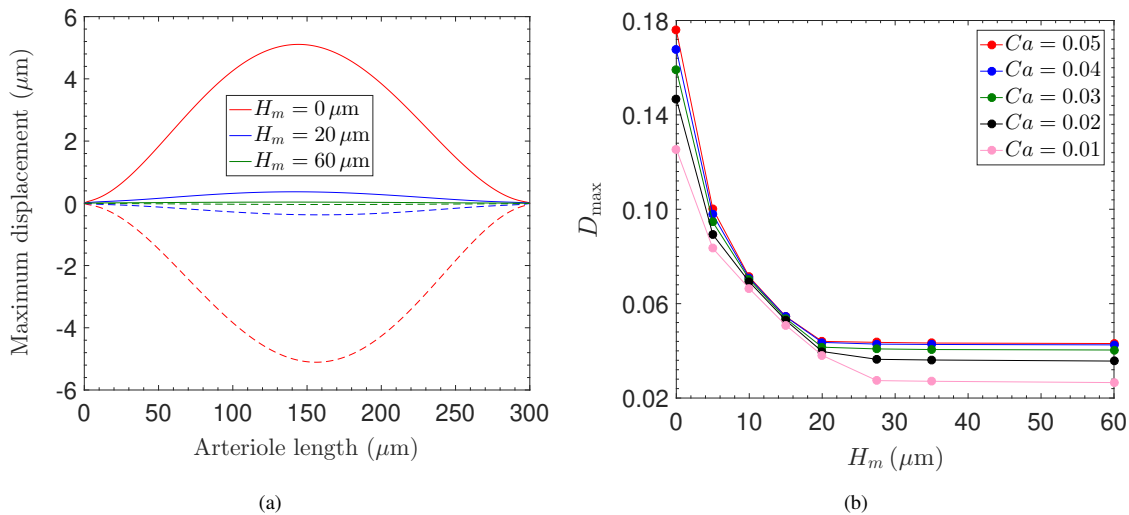 6
4
2
0
-2
-4
-6
Maximum displacement (μm)
H_m = 0 μm
H_m = 20 μm
H_m = 60 μm
0 50 100 150 200 250 300
Arteriole length (μm)
(a)
0.18
0.14
0.10
0.06
0.02
D_max
Ca = 0.05
Ca = 0.04
Ca = 0.03
Ca = 0.02
Ca = 0.01
0 10 20 30 40 50 60
H_m (μm)
(b)